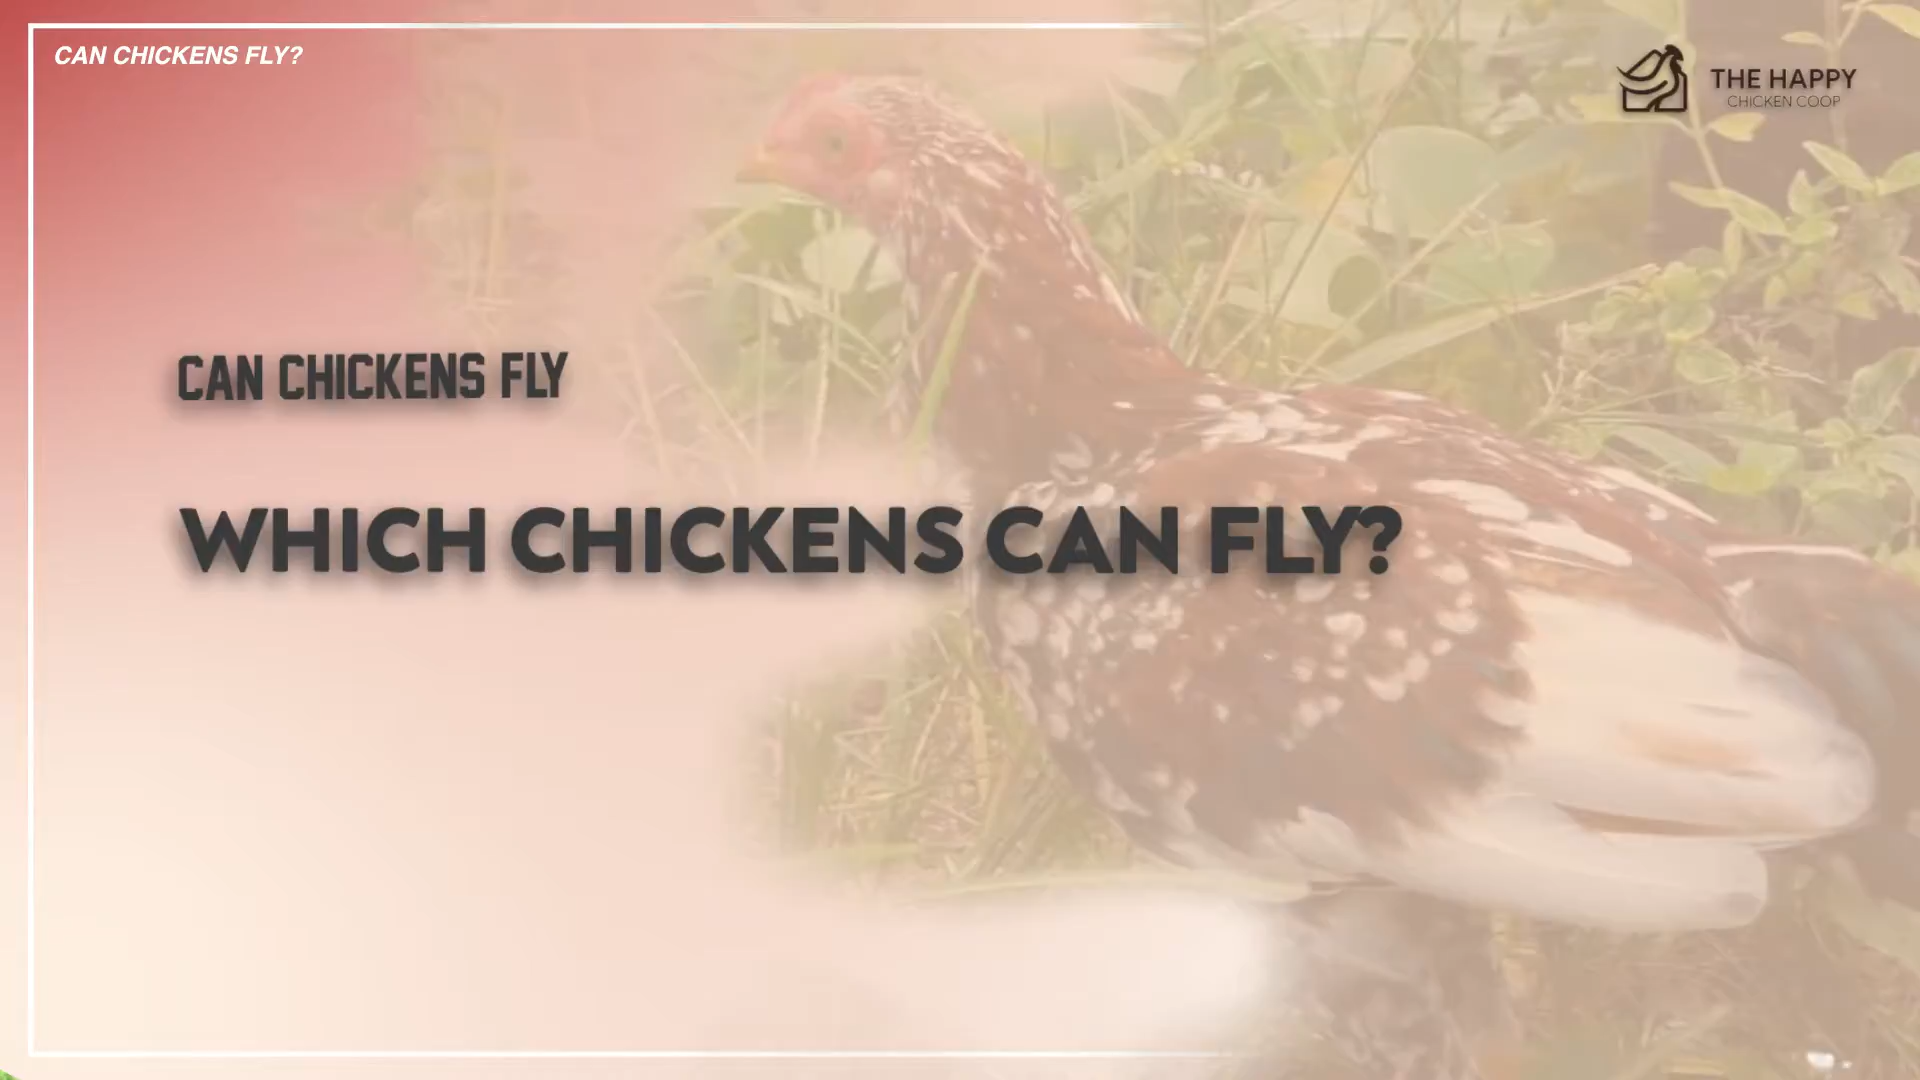 CAN CHICKENS FLY?
THE HAPPY
CHICKEN COOP
CAN CHICKENS FLY
WHICH CHICKENS CAN FLY?